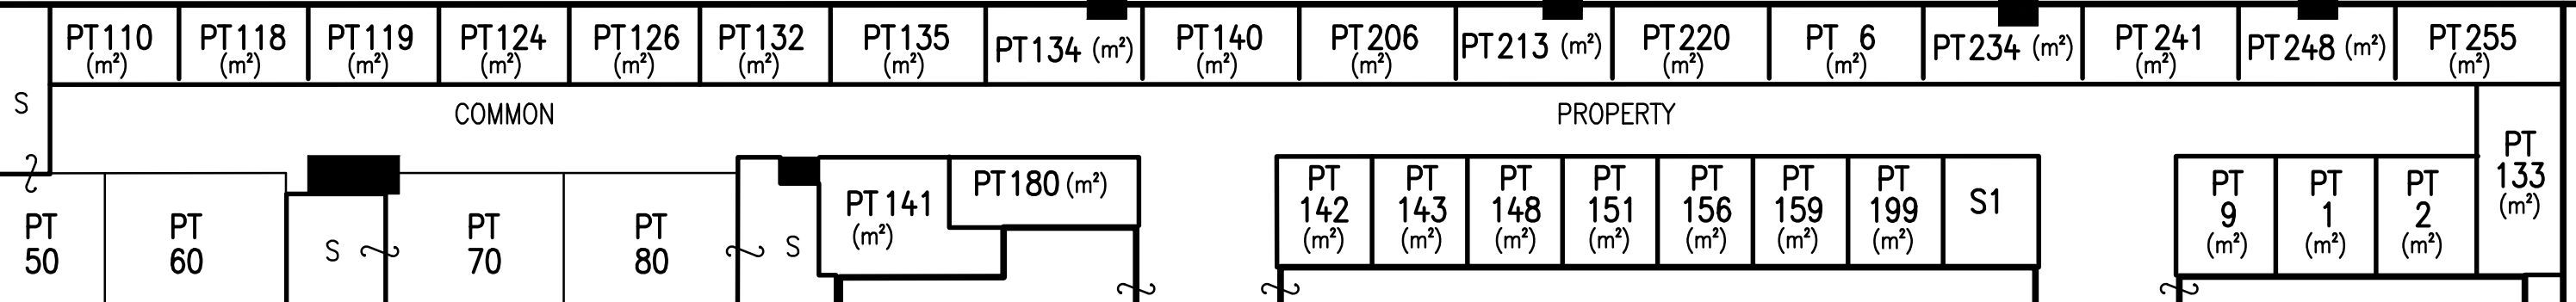 PT110 (m²)
PT118 (m²)
PT119 (m²)
PT124 (m²)
PT126 (m²)
PT132 (m²)
PT135 (m²)
PT134 (m²)
PT140 (m²)
PT206 (m²)
PT213 (m²)
PT220 (m²)
PT 6 (m²)
PT234 (m²)
PT241 (m²)
PT248 (m²)
PT255 (m²)
S
COMMON PROPERTY
PT
133
(m²)
PT
50
PT
60
S
PT
70
PT
80
S
PT141
(m²)
PT180 (m²)
PT
142
(m²)
PT
143
(m²)
PT
148
(m²)
PT
151
(m²)
PT
156
(m²)
PT
159
(m²)
PT
199
(m²)
S1
PT
9
(m²)
PT
1
(m²)
PT
2
(m²)